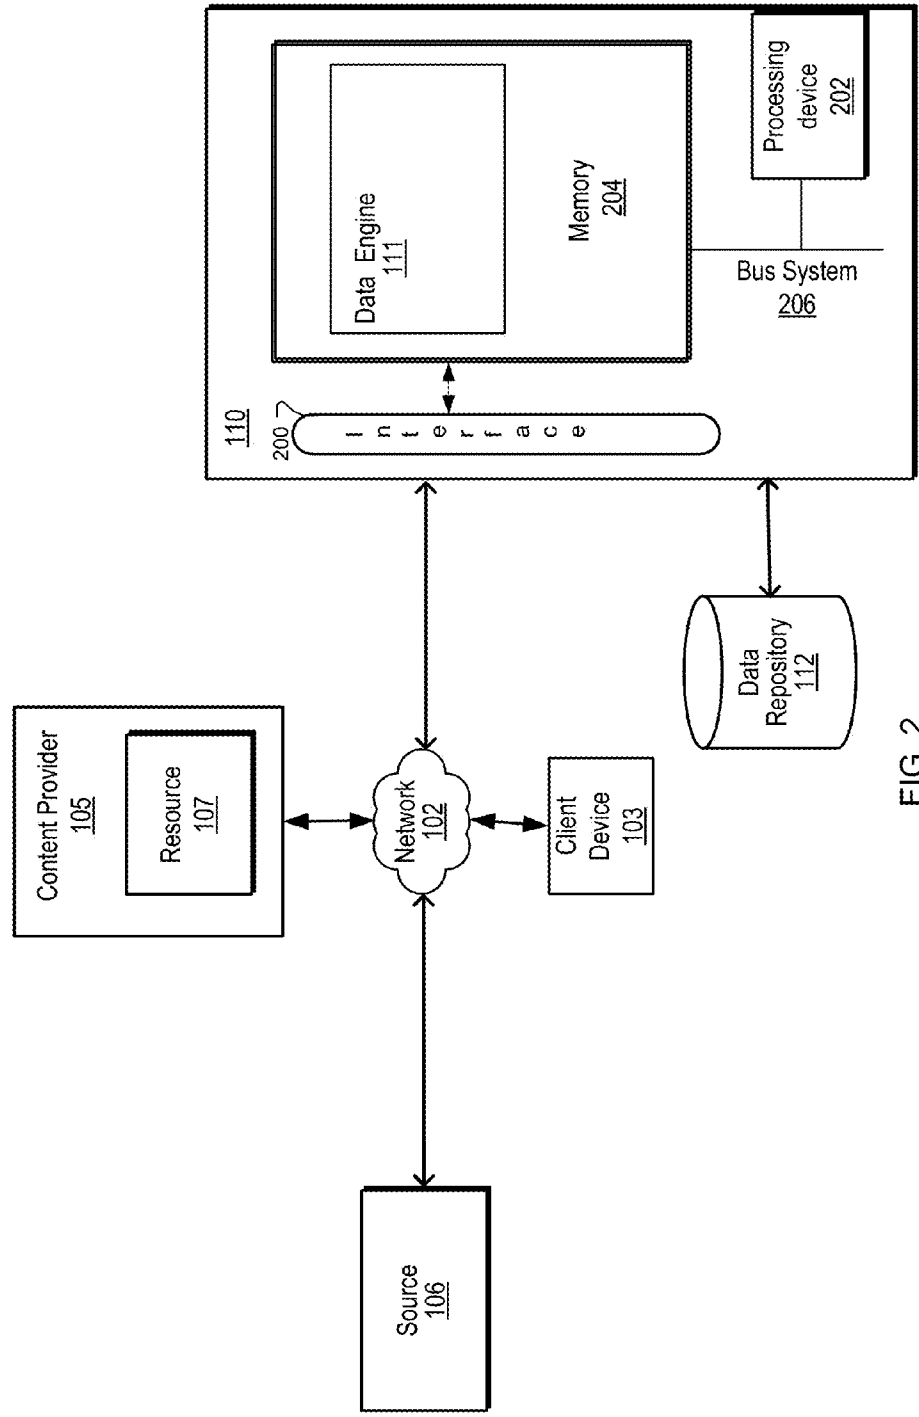 Content Provider
105
Resource
107
110
200
Interface
Data Engine
111
Memory
204
Processing
device
202
Bus System
206
Source
106
Network
102
Client
Device
103
Data
Repository
112
FIG. 2